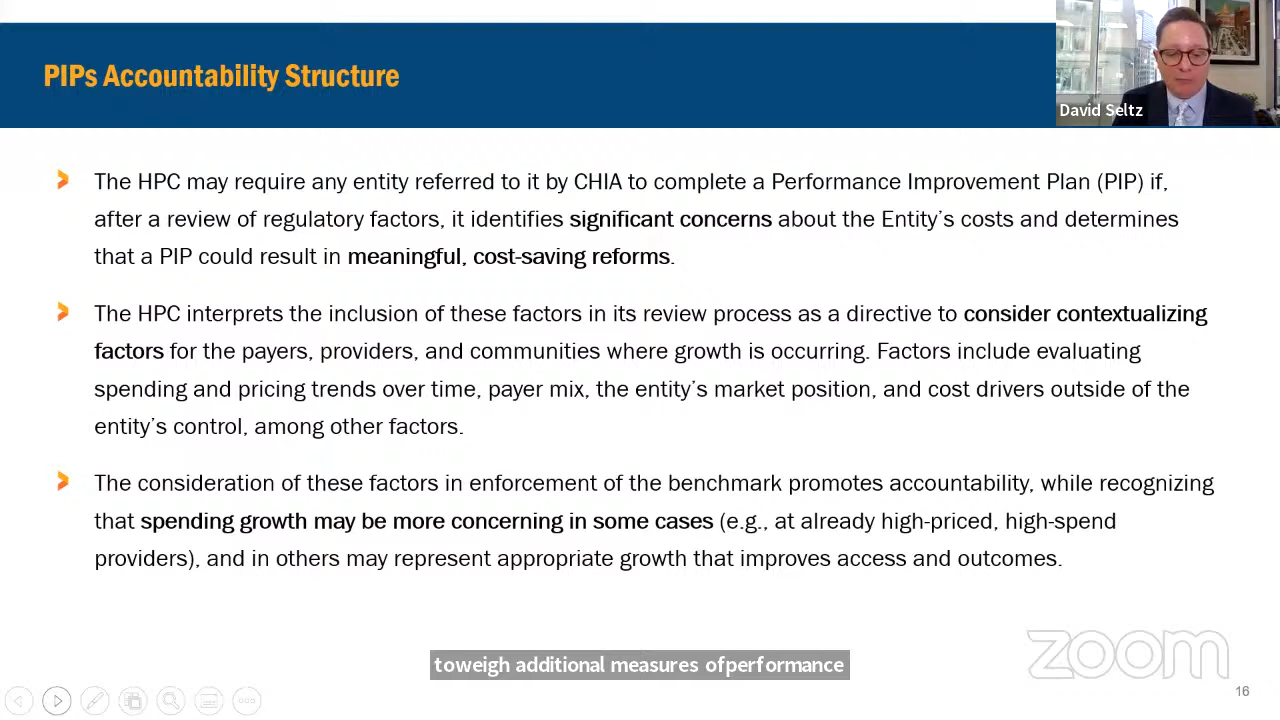 PIPs Accountability Structure
David Seltz
The HPC may require any entity referred to it by CHIA to complete a Performance Improvement Plan (PIP) if,
after a review of regulatory factors, it identifies significant concerns about the Entity’s costs and determines
that a PIP could result in meaningful, cost-saving reforms.
The HPC interprets the inclusion of these factors in its review process as a directive to consider contextualizing
factors for the payers, providers, and communities where growth is occurring. Factors include evaluating
spending and pricing trends over time, payer mix, the entity’s market position, and cost drivers outside of the
entity’s control, among other factors.
The consideration of these factors in enforcement of the benchmark promotes accountability, while recognizing
that spending growth may be more concerning in some cases (e.g., at already high-priced, high-spend
providers), and in others may represent appropriate growth that improves access and outcomes.
toweigh additional measures ofperformance
zoom
16